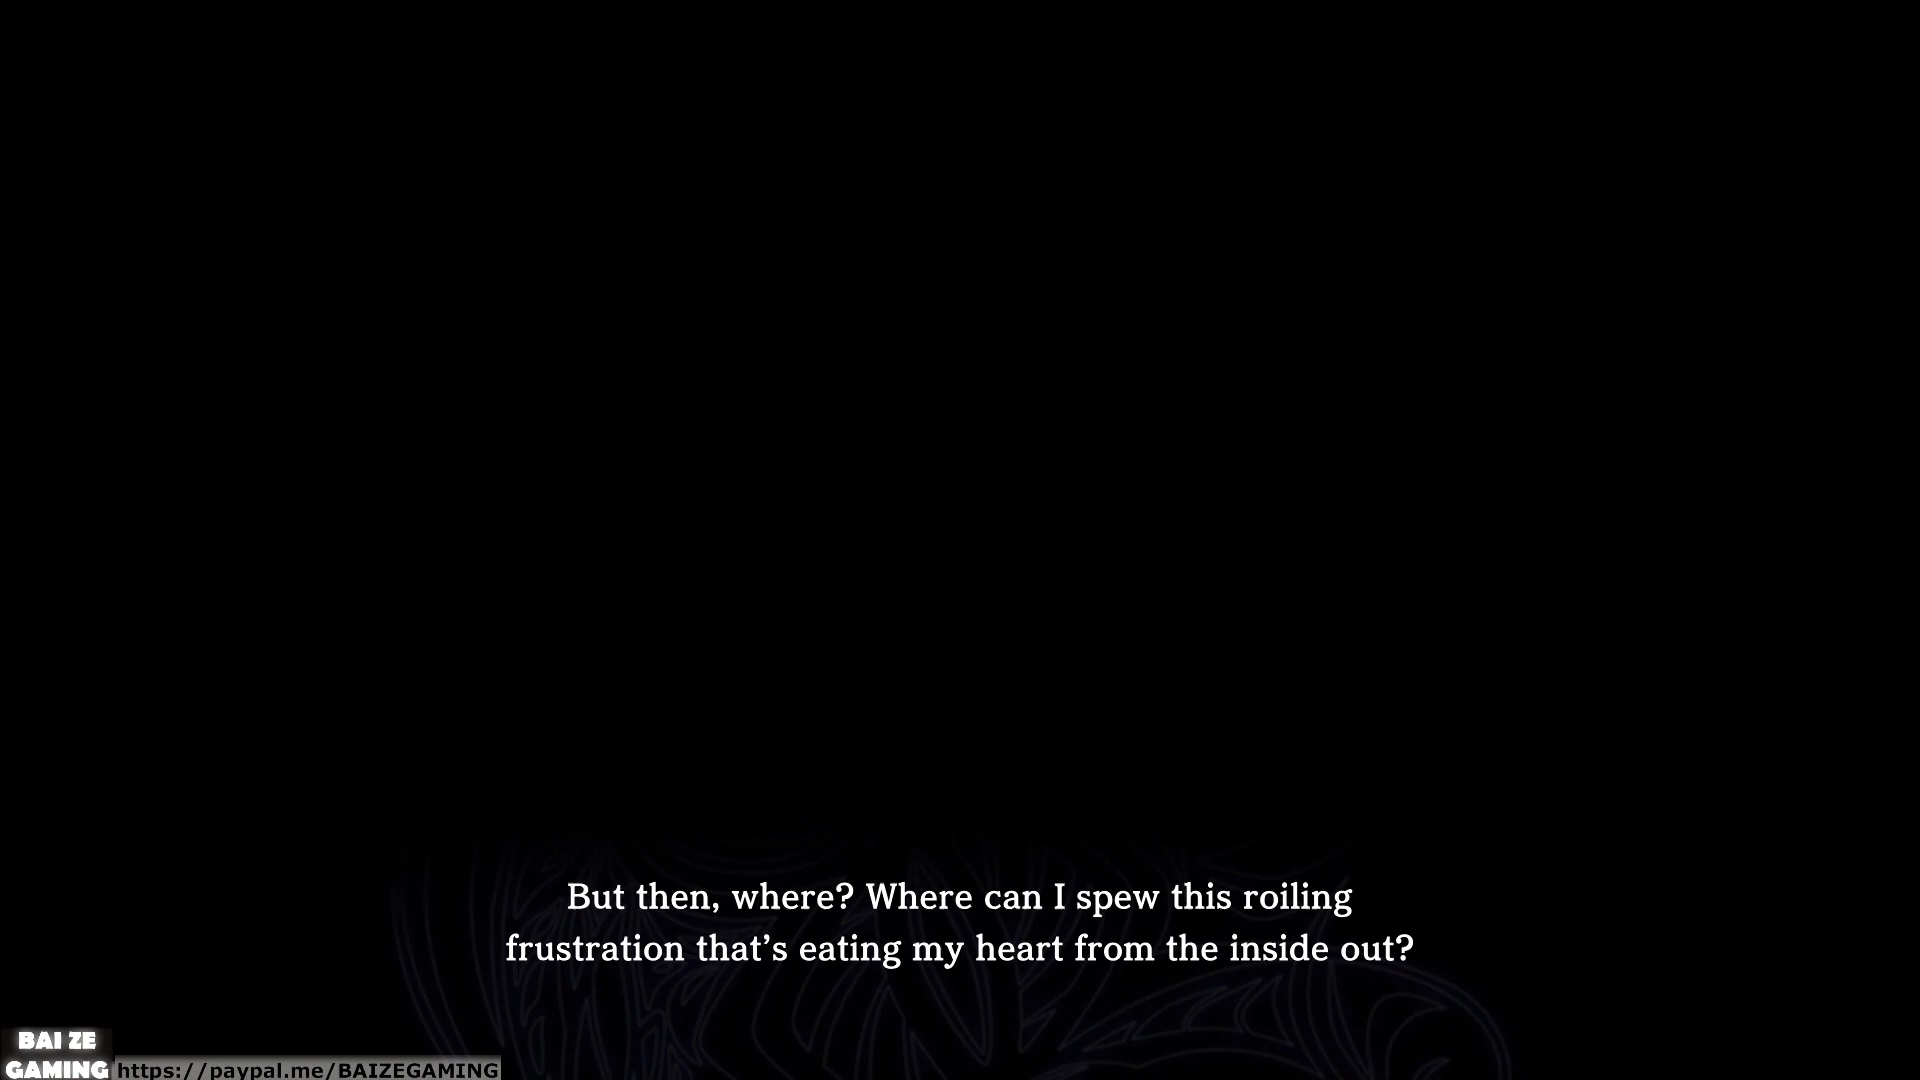 But then, where? Where can I spew this roiling
frustration that’s eating my heart from the inside out?
BAI ZE
GAMING
https://paypal.me/BAIZEGAMING